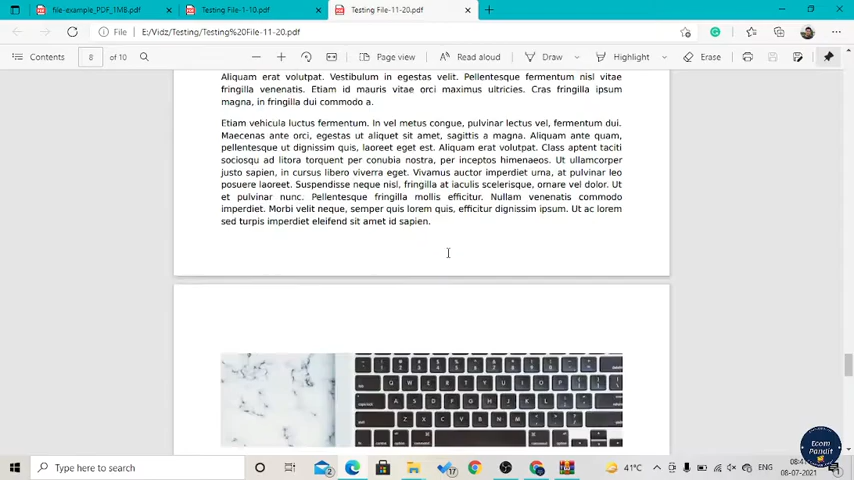 file-example_PDF_1MB.pdf
Testing File-1-10.pdf
Testing File-11-20.pdf
File
E:/Vidz/Testing/Testing%20File-11-20.pdf
Contents
8
of 10
Page view
Read aloud
Draw
Highlight
Erase
Aliquam erat volutpat. Vestibulum in egestas velit. Pellentesque fermentum nisl vitae
fringilla venenatis. Etiam id mauris vitae orci maximus ultricies. Cras fringilla ipsum
magna, in fringilla dui commodo a.
Etiam vehicula luctus fermentum. In vel metus congue, pulvinar lectus vel, fermentum dui.
Maecenas ante orci, egestas ut aliquet sit amet, sagittis a magna. Aliquam ante quam,
pellentesque ut dignissim quis, laoreet eget est. Aliquam erat volutpat. Class aptent taciti
sociosqu ad litora torquent per conubia nostra, per inceptos himenaeos. Ut ullamcorper
justo sapien, in cursus libero viverra eget. Vivamus auctor imperdiet urna, at pulvinar leo
posuere laoreet. Suspendisse neque nisl, fringilla at iaculis scelerisque, ornare vel dolor. Ut
et pulvinar nunc. Pellentesque fringilla mollis efficitur. Nullam venenatis commodo
imperdiet. Morbi velit neque, semper quis lorem quis, efficitur dignissim ipsum. Ut ac lorem
sed turpis imperdiet eleifend sit amet id sapien.
Q W E R T Y U I O P
A S D F G H J K L
Z X C V B N M
Ecom
Pandit
Type here to search
2
17
41°C
ENG
08-07-2021
1